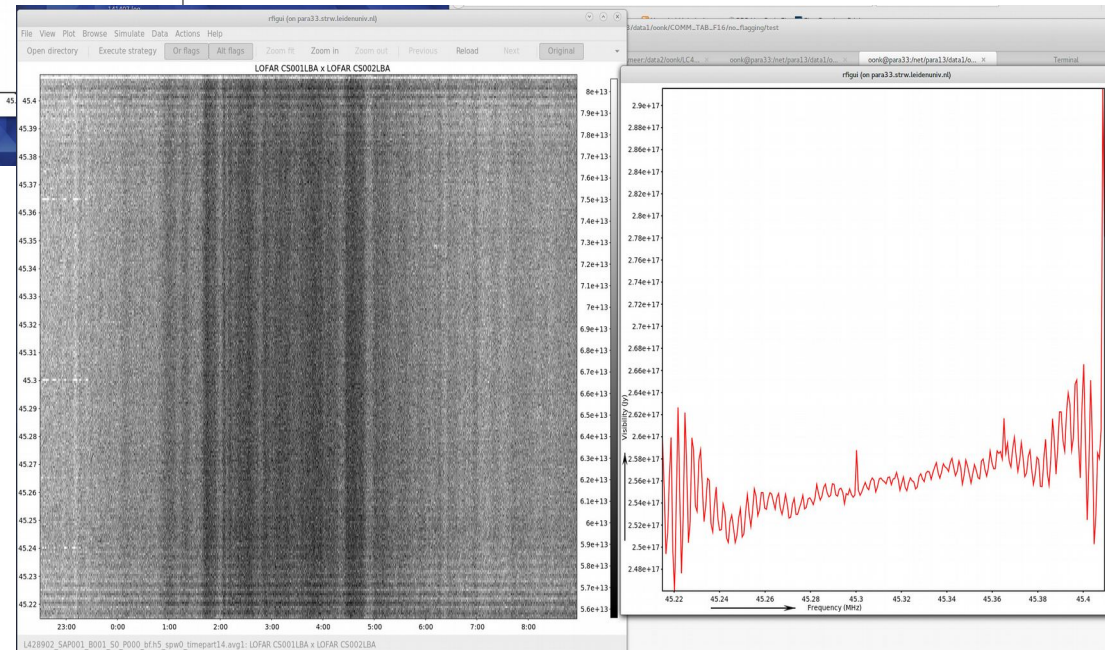 rfigui (on para33.strw.leidenuniv.nl)
File View Plot Browse Simulate Data Actions Help
Open directory Execute strategy Or flags Alt flags Zoom fit Zoom in Zoom out Previous Reload Next Original
LOFAR CS001LBA x LOFAR CS002LBA
45.4
45.39
45.38
45.37
45.36
45.35
45.34
45.33
45.32
45.31
45.3
45.29
45.28
45.27
45.26
45.25
45.24
45.23
45.22
23:00 0:00 1:00 2:00 3:00 4:00 5:00 6:00 7:00 8:00
8e+13
7.9e+13
7.8e+13
7.7e+13
7.6e+13
7.5e+13
7.4e+13
7.3e+13
7.2e+13
7.1e+13
7e+13
6.9e+13
6.8e+13
6.7e+13
6.6e+13
6.5e+13
6.4e+13
6.3e+13
6.2e+13
6.1e+13
6e+13
5.9e+13
5.8e+13
5.7e+13
5.6e+13
L428902_SAP001_B001_S0_P000_bf.h5_spw0_timepart14.avg1: LOFAR CS001LBA x LOFAR CS002LBA
/data1/oonk/COMM_TAB_F16/no_flagging/test
oonk@para33:/net/para13/data1/o... × oonk@para33:/net/para13/data1/o... × Terminal
rfigui (on para33.strw.leidenuniv.nl)
2.9e+17
2.88e+17
2.86e+17
2.84e+17
2.82e+17
2.8e+17
2.78e+17
2.76e+17
2.74e+17
2.72e+17
2.7e+17
2.68e+17
2.66e+17
2.64e+17
2.62e+17
2.6e+17
2.58e+17
2.56e+17
2.54e+17
2.52e+17
2.5e+17
2.48e+17
Visibility (Jy)
45.22 45.24 45.26 45.28 45.3 45.32 45.34 45.36 45.38 45.4
Frequency (MHz)